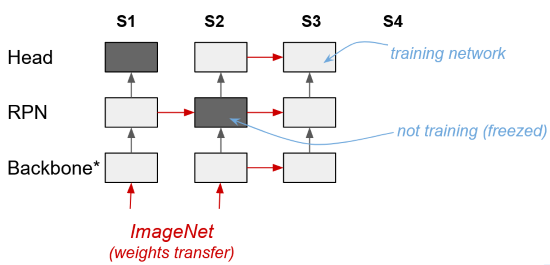 S1 S2 S3 S4
Head
training network
RPN
not training (freezed)
Backbone*
ImageNet
(weights transfer)